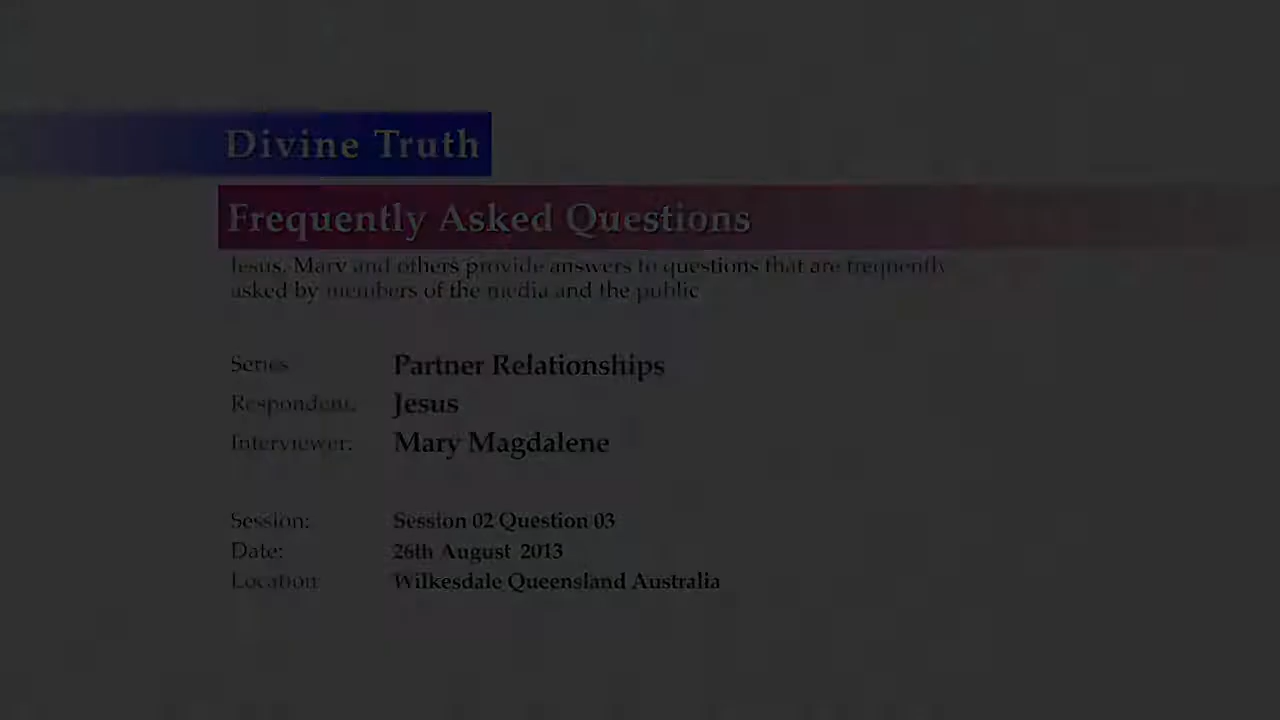 Divine Truth
Frequently Asked Questions
Jesus, Mary and others provide answers to questions that are frequently
asked by members of the media and the public
Series
Partner Relationships
Respondent:
Jesus
Interviewer:
Mary Magdalene
Session:
Session 02 Question 03
Date:
26th August 2013
Location
Wilkesdale Queensland Australia